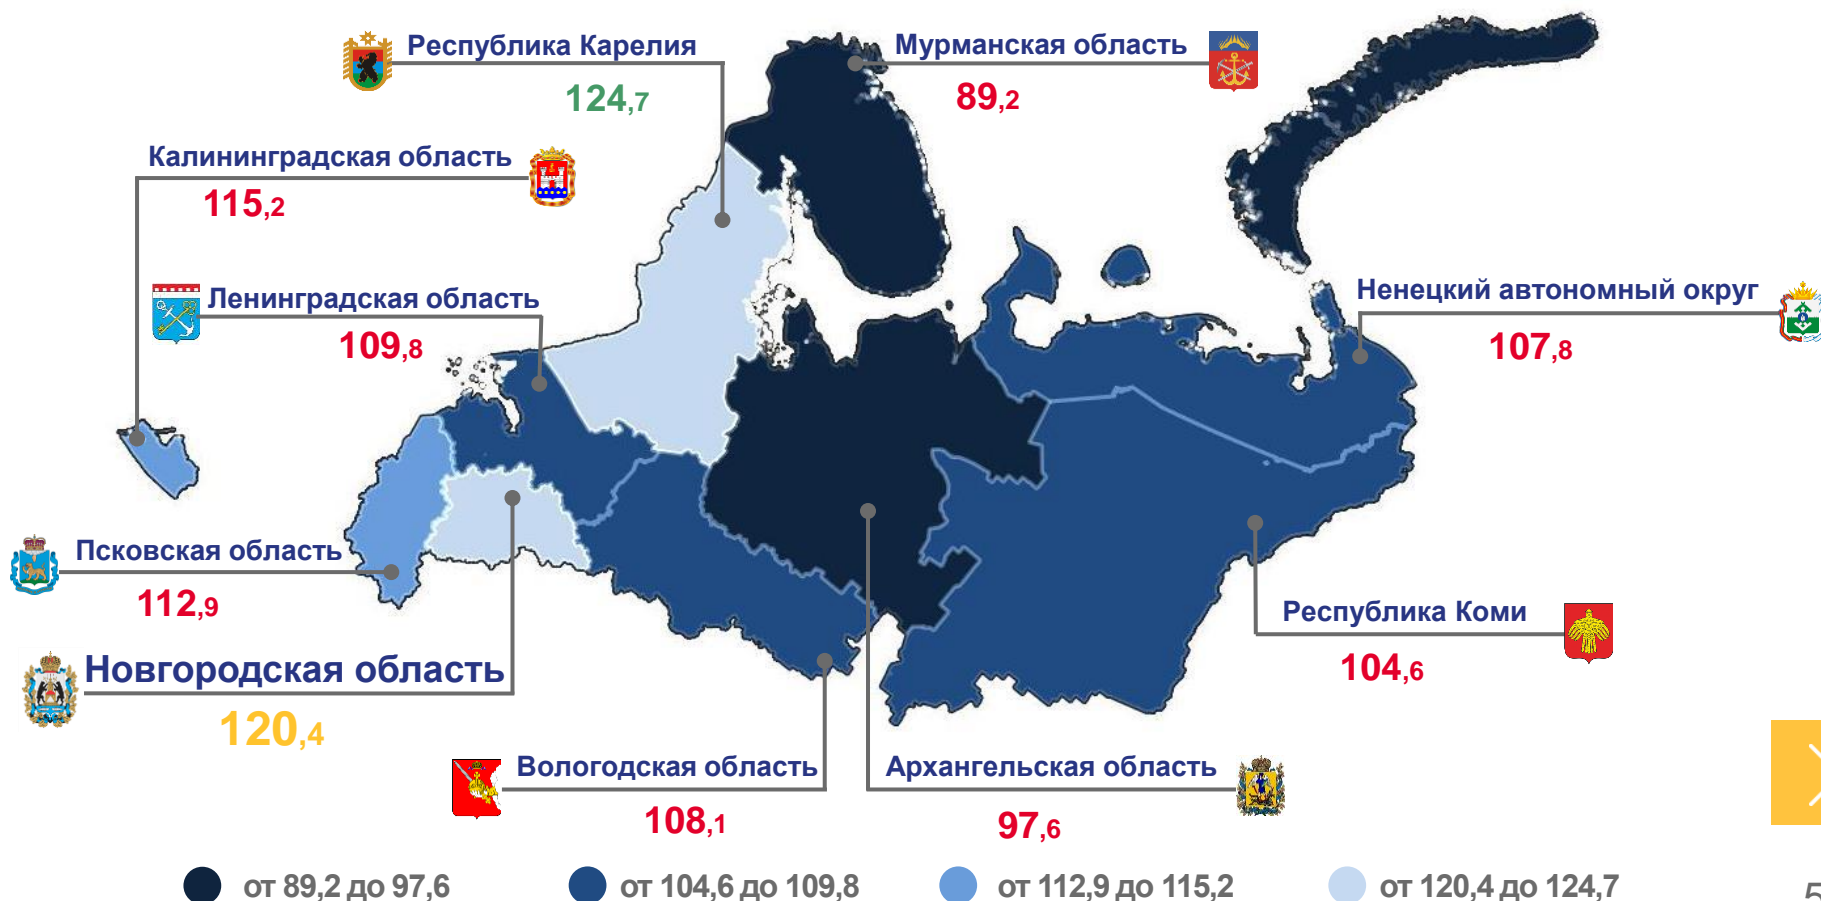 Республика Карелия
124,7
Мурманская область
89,2
Калининградская область
115,2
Ленинградская область
109,8
Ненецкий автономный округ
107,8
Псковская область
112,9
Республика Коми
104,6
Новгородская область
120,4
Вологодская область
108,1
Архангельская область
97,6
от 89,2 до 97,6
от 104,6 до 109,8
от 112,9 до 115,2
от 120,4 до 124,7
5